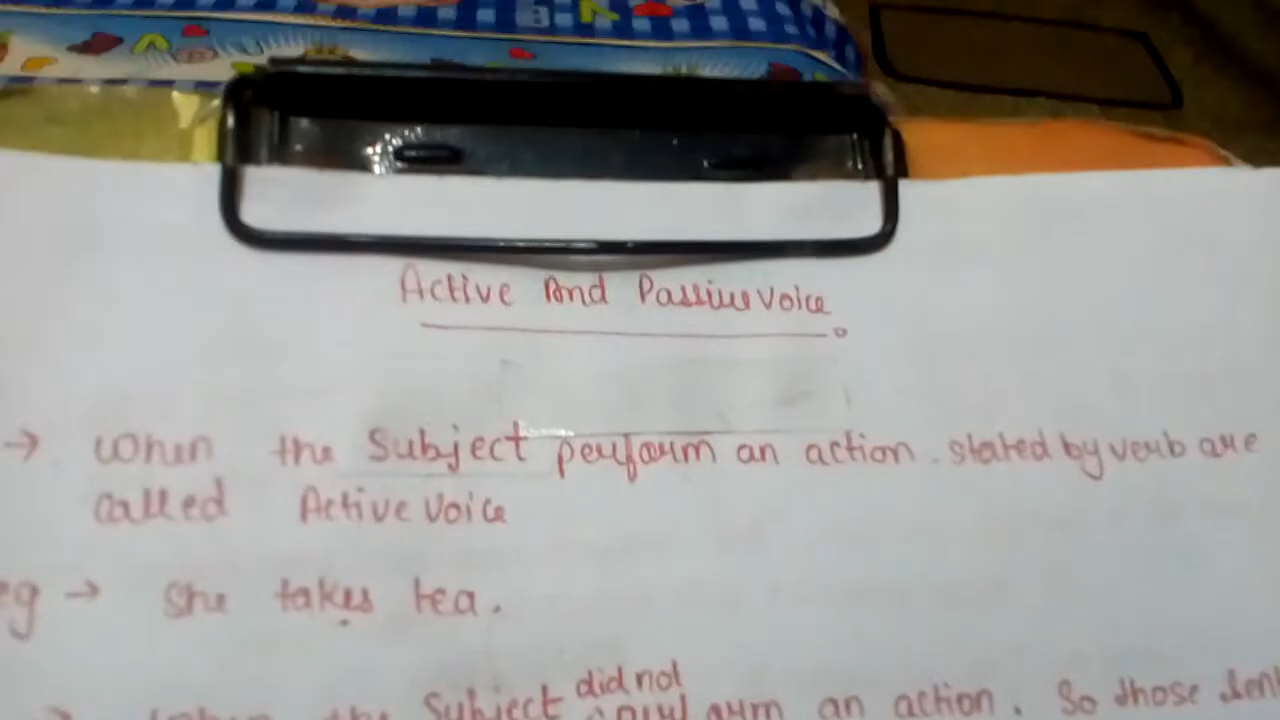 Active And Passive Voice
→ When the Subject perform an action. stated by verb are
called Active Voice
eg → She takes tea.
did not
the Subject an action. So those